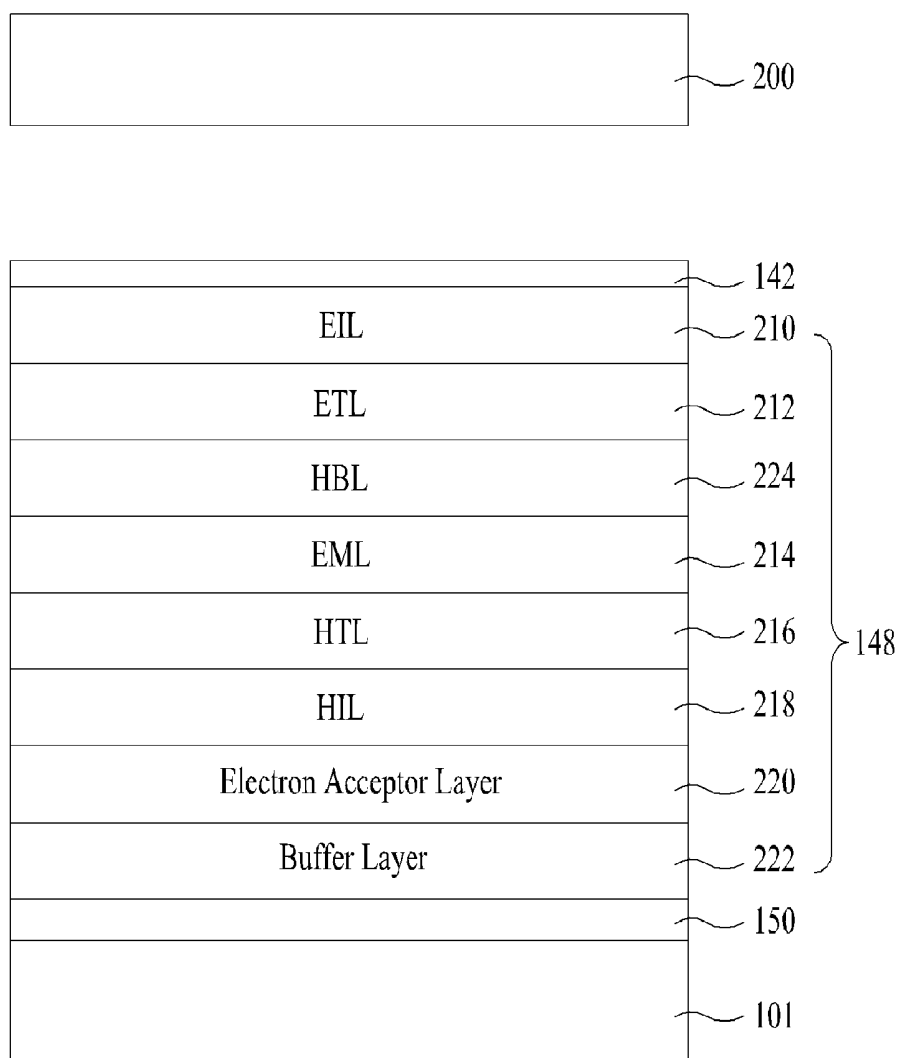 200
142
EIL 210
ETL 212
HBL 224
EML 214
HTL 216
148
HIL 218
Electron Acceptor Layer 220
Buffer Layer 222
150
101